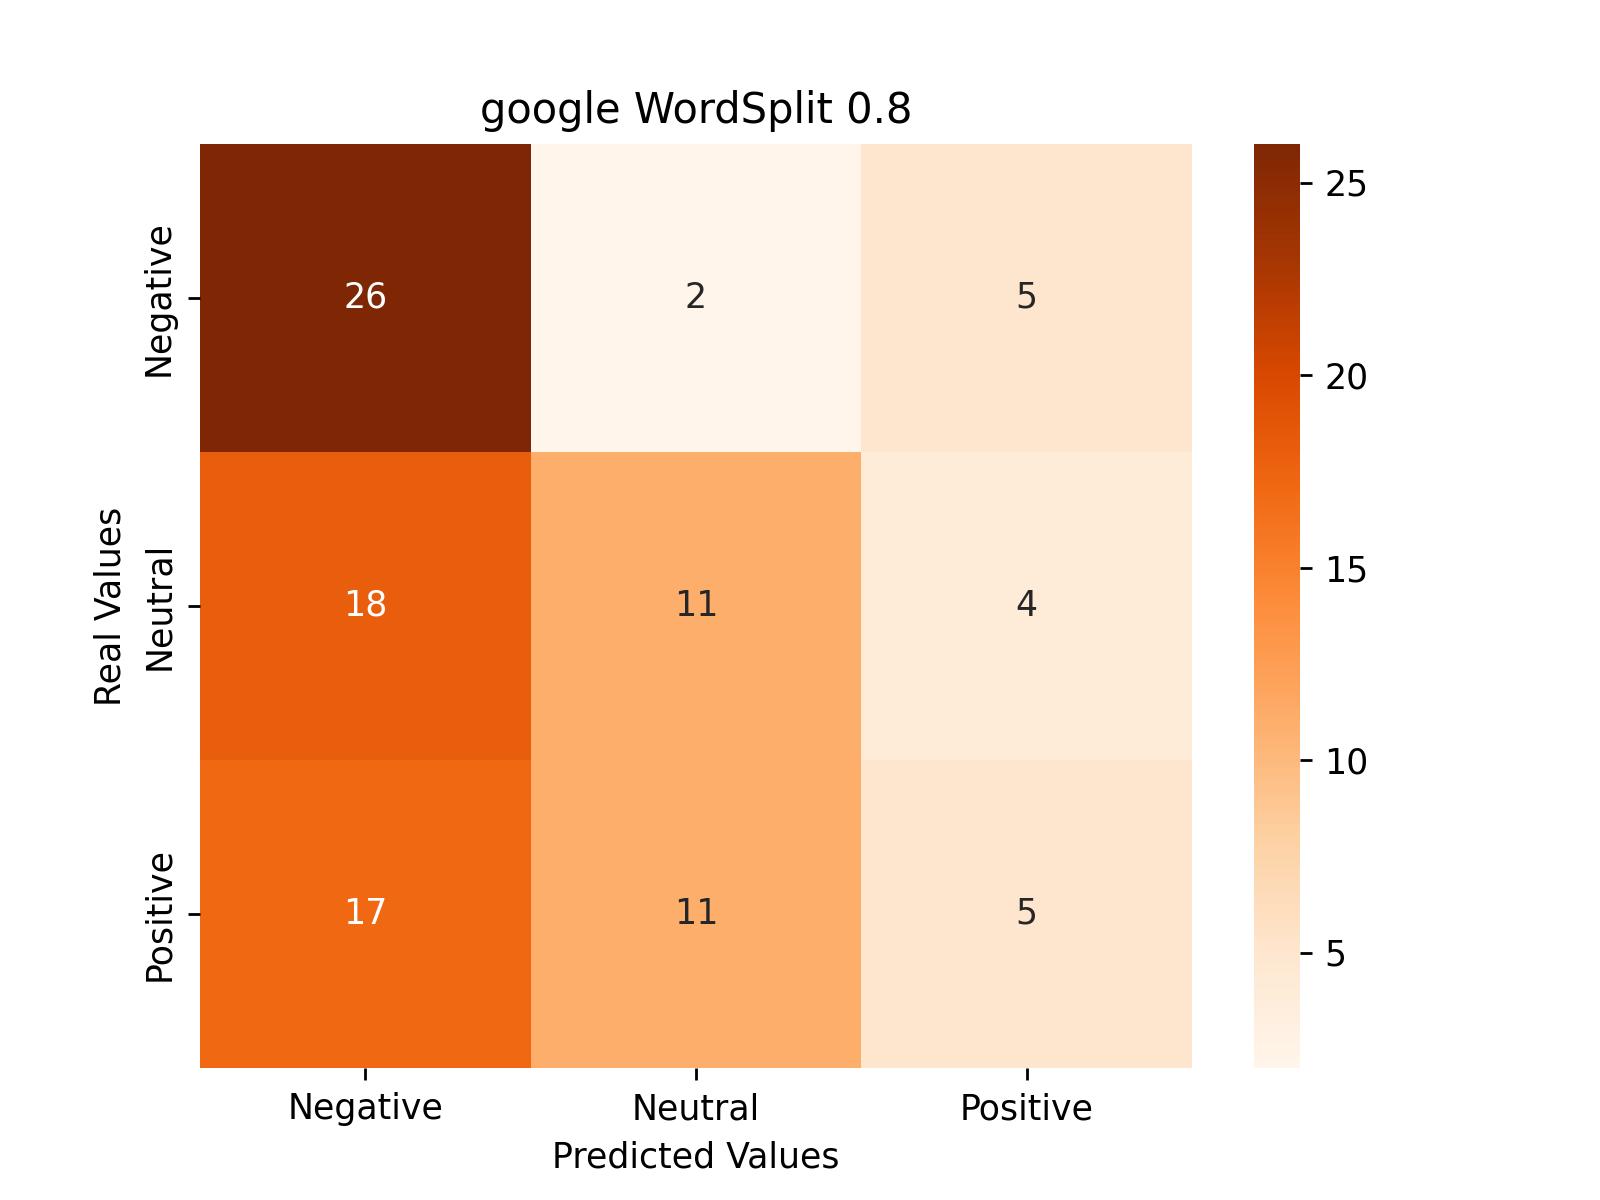 google WordSplit 0.8
Real Values
Negative
26 2 5
Neutral
18 11 4
Positive
17 11 5
Negative Neutral Positive
Predicted Values
25
20
15
10
5